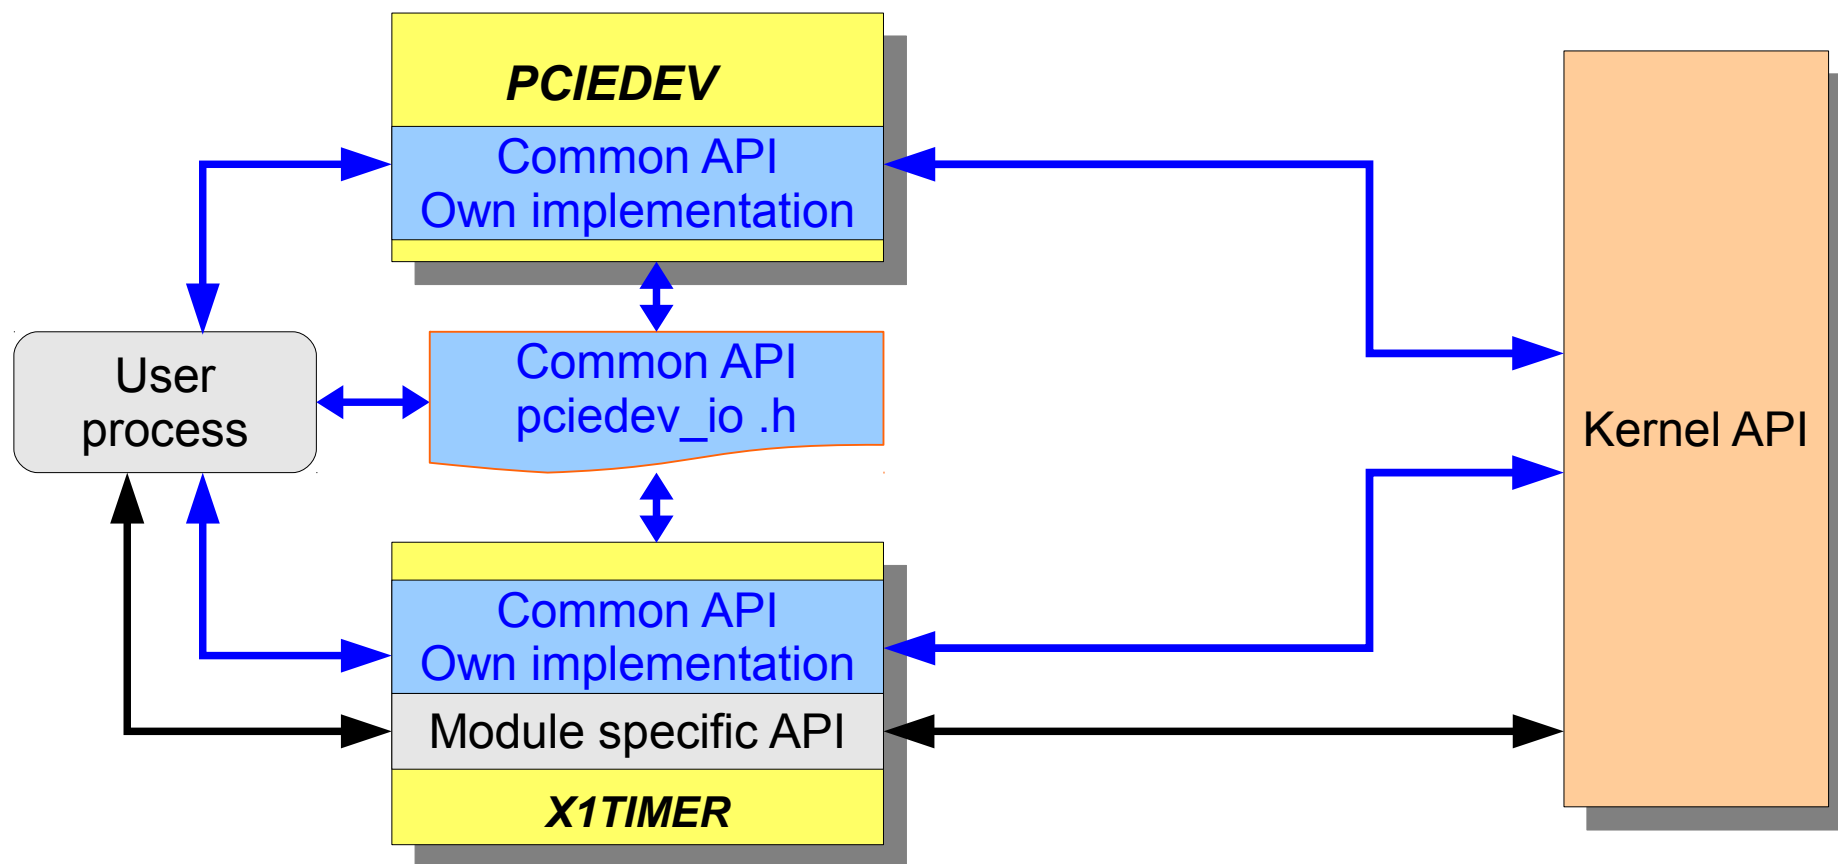 PCIEDEV
Common API
Own implementation
User
process
Common API
pciedev_io .h
Kernel API
Common API
Own implementation
Module specific API
X1TIMER